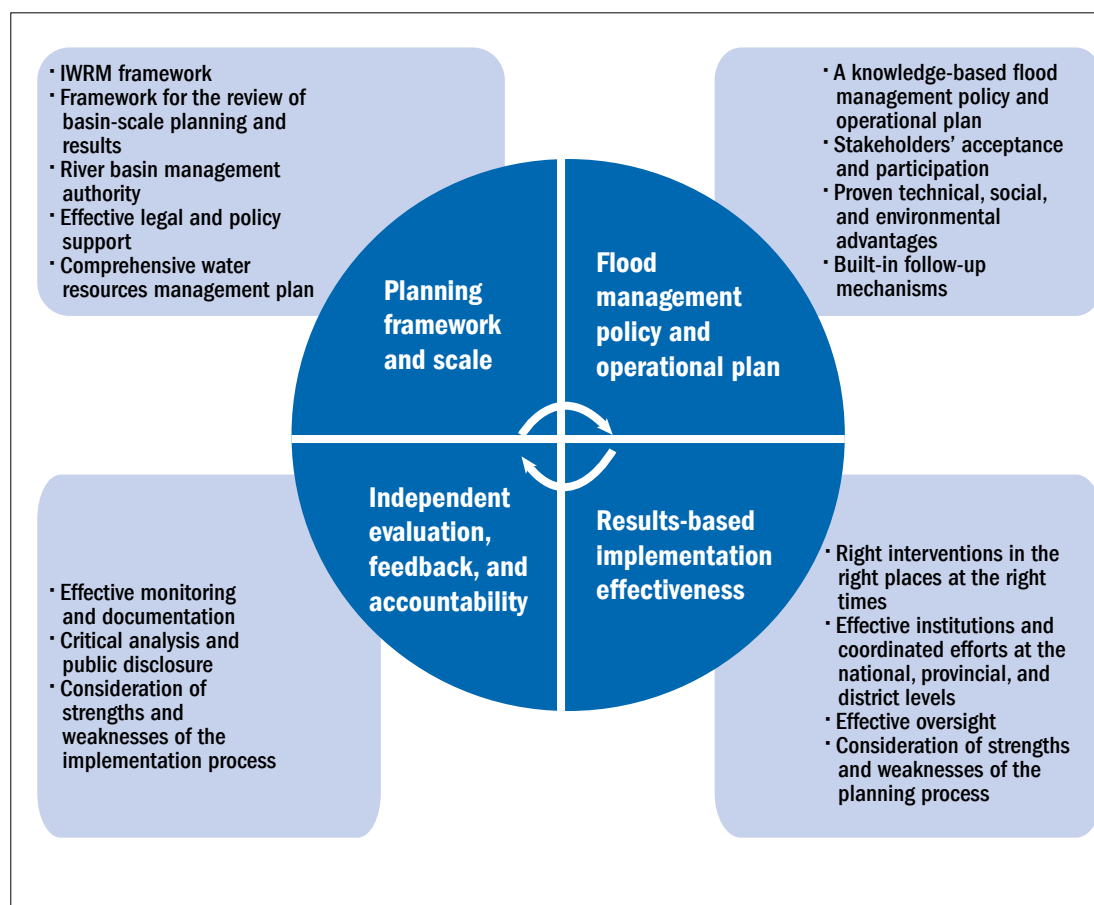 · IWRM framework
· Framework for the review of
basin-scale planning and
results
· River basin management
authority
· Effective legal and policy
support
· Comprehensive water
resources management plan
· A knowledge-based flood
management policy and
operational plan
· Stakeholders’ acceptance
and participation
· Proven technical, social,
and environmental
advantages
· Built-in follow-up
mechanisms
Planning
framework
and scale
Flood
management
policy and
operational plan
Independent
evaluation,
feedback, and
accountability
Results-based
implementation
effectiveness
· Effective monitoring
and documentation
· Critical analysis and
public disclosure
· Consideration of
strengths and
weaknesses of the
implementation process
· Right interventions in the
right places at the right
times
· Effective institutions and
coordinated efforts at the
national, provincial, and
district levels
· Effective oversight
· Consideration of strengths
and weaknesses of the
planning process